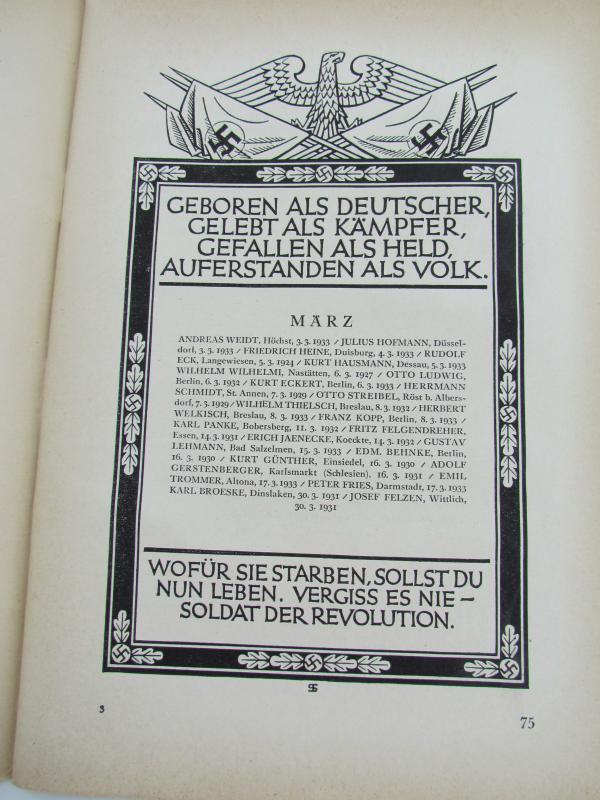 GEBOREN ALS DEUTSCHER,
GELEBT ALS KÄMPFER,
GEFALLEN ALS HELD,
AUFERSTANDEN ALS VOLK.
MÄRZ
ANDREAS WEIDT, Höchst, 3. 3. 1933 / JULIUS HOFMANN, Düssel-
dorf, 3. 3. 1933 / FRIEDRICH HEINE, Duisburg, 4. 3. 1933 / RUDOLF
ECK, Langewiesen, 5. 3. 1924 / KURT HAUSMANN, Dessau, 5. 3. 1933
WILHELM WILHELMI, Nastätten, 6. 3. 1927 / OTTO LUDWIG,
Berlin, 6. 3. 1932 / KURT ECKERT, Berlin, 6. 3. 1933 / HERRMANN
SCHMIDT, St. Annen, 7. 3. 1929 / OTTO STREIBEL, Röst b. Albers-
dorf, 7. 3. 1929 / WILHELM THIELSCH, Breslau, 8. 3. 1932 / HERBERT
WELKISCH, Breslau, 8. 3. 1933 / FRANZ KOPP, Berlin, 8. 3. 1933 /
KARL PANKE, Bobersberg, 11. 3. 1932 / FRITZ FELGENDREHER,
Essen, 14. 3. 1931 / ERICH JAENECKE, Koeckte, 14. 3. 1932 / GUSTAV
LEHMANN, Bad Salzelmen, 15. 3. 1933 / EDM. BEHNKE, Berlin,
16. 3. 1930 / KURT GÜNTHER, Einsiedel, 16. 3. 1930 / ADOLF
GERSTENBERGER, Karlsmarkt (Schlesien), 16. 3. 1931 / EMIL
TROMMER, Altona, 17. 3. 1933 / PETER FRIES, Darmstadt, 17. 3. 1933
KARL BROESKE, Dinslaken, 30. 3. 1931 / JOSEF FELZEN, Wittlich,
30. 3. 1931
WOFÜR SIE STARBEN, SOLLST DU
NUN LEBEN. VERGISS ES NIE —
SOLDAT DER REVOLUTION.
3
75